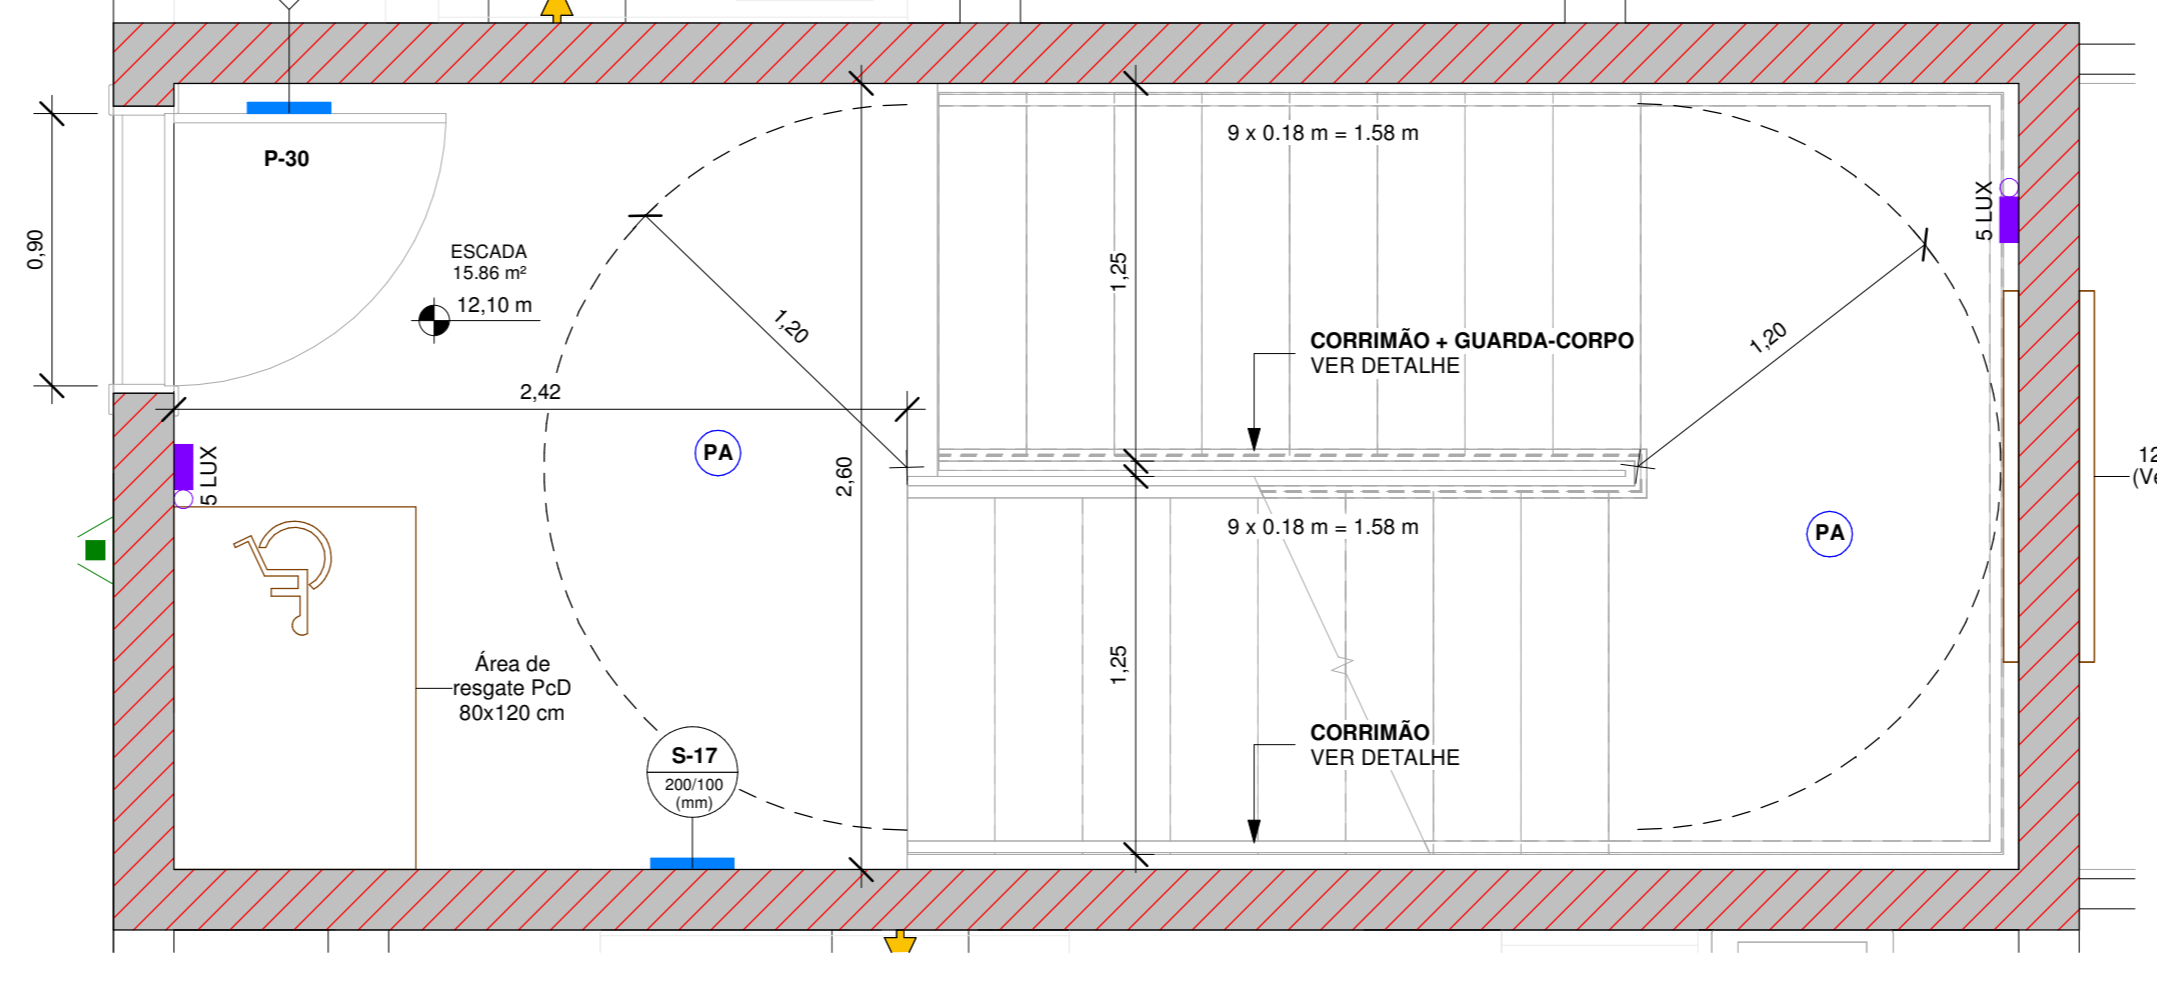 P-30
0,90
ESCADA
15.86 m²
12,10 m
2,42
1,20
PA
2,60
5 LUX
Área de
resgate PcD
80x120 cm
S-17
200/100
(mm)
9 x 0.18 m = 1.58 m
1,25
CORRIMÃO + GUARDA-CORPO
VER DETALHE
9 x 0.18 m = 1.58 m
1,25
CORRIMÃO
VER DETALHE
1,20
5 LUX
PA
12
(Ve